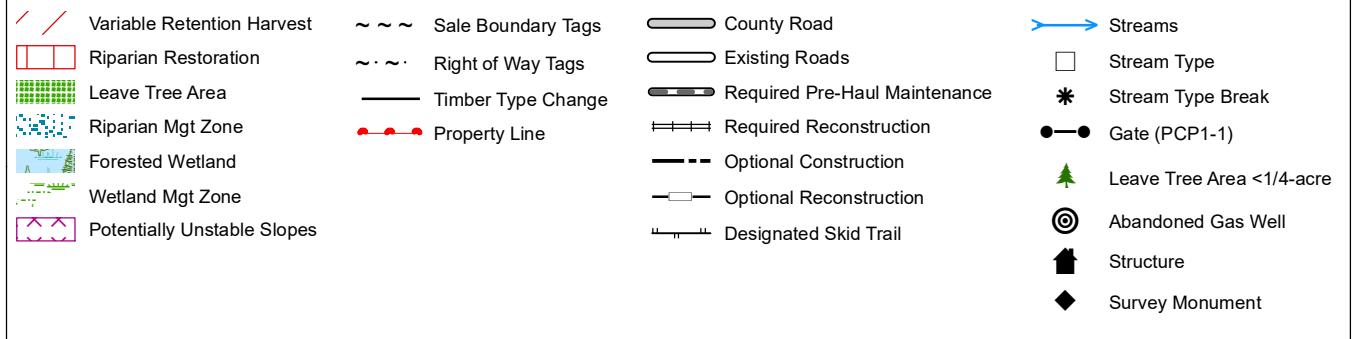 Variable Retention Harvest
Riparian Restoration
Leave Tree Area
Riparian Mgt Zone
Forested Wetland
Wetland Mgt Zone
Potentially Unstable Slopes
Sale Boundary Tags
Right of Way Tags
Timber Type Change
Property Line
County Road
Existing Roads
Required Pre-Haul Maintenance
Required Reconstruction
Optional Construction
Optional Reconstruction
Designated Skid Trail
Streams
Stream Type
Stream Type Break
Gate (PCP1-1)
Leave Tree Area <1/4-acre
Abandoned Gas Well
Structure
Survey Monument